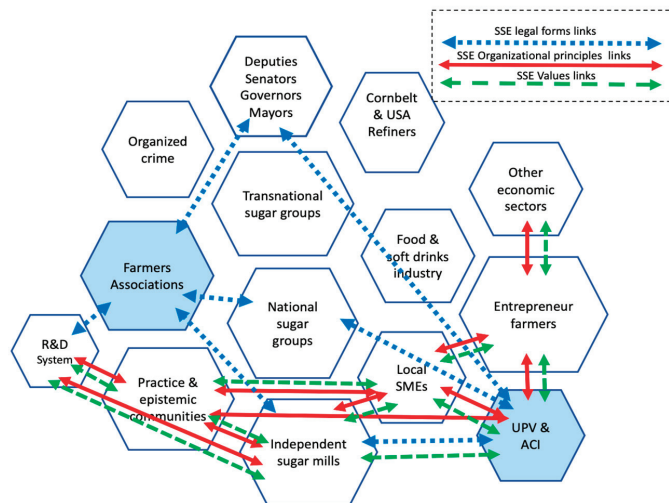 SSE legal forms links
SSE Organizational principles links
SSE Values links
Deputies
Senators
Governors
Mayors
Cornbelt
& USA
Refiners
Organized
crime
Other
economic
sectors
Transnational
sugar groups
Food &
soft drinks
industry
Farmers
Associations
National
sugar
groups
Entrepreneur
farmers
R&D
System
Practice &
epistemic
communities
Local
SMEs
Independent
sugar mills
UPV &
ACI